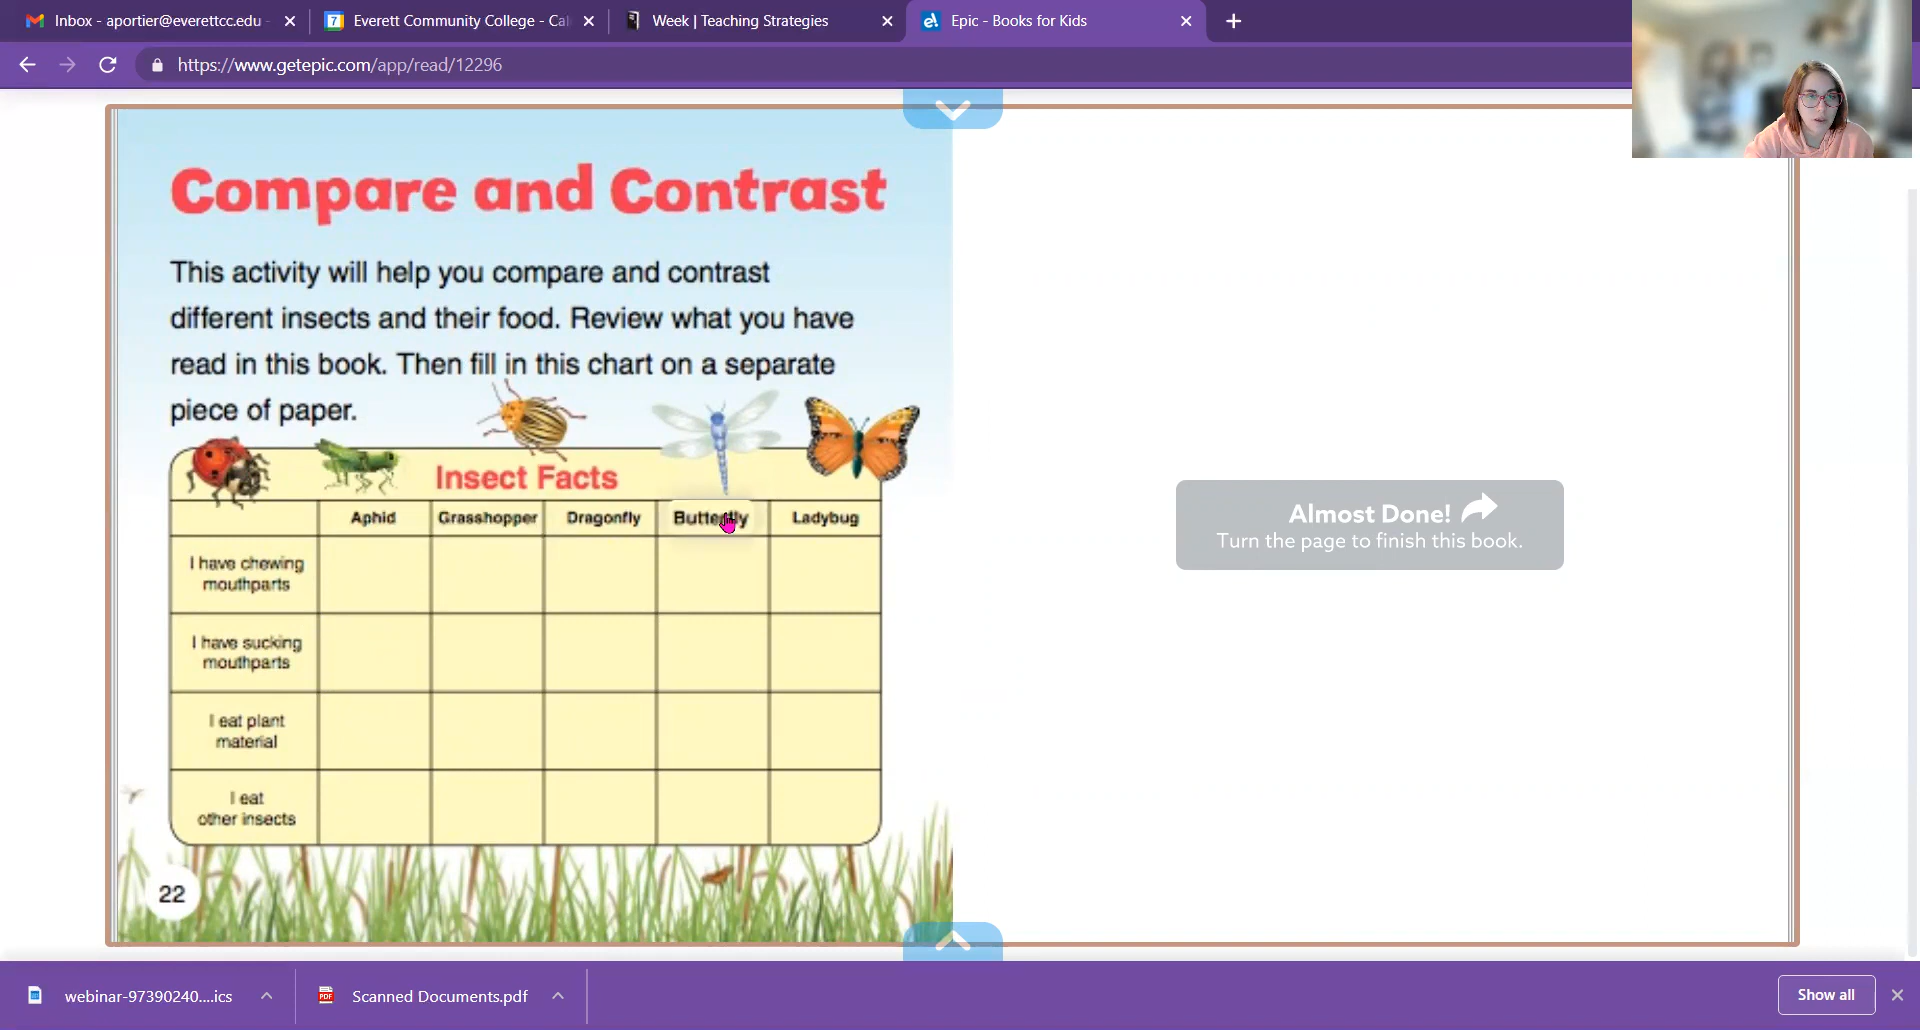 Inbox - aportier@everettcc.edu -
7 Everett Community College - Cal
Week | Teaching Strategies
Epic - Books for Kids
https://www.getepic.com/app/read/12296
Compare and Contrast
This activity will help you compare and contrast
different insects and their food. Review what you have
read in this book. Then fill in this chart on a separate
piece of paper.
Insect Facts
Aphid Grasshopper Dragonfly Butterfly Ladybug
I have chewing
mouthparts
I have sucking
mouthparts
I eat plant
material
I eat
other insects
22
Almost Done!
Turn the page to finish this book.
webinar-97390240....ics
PDF Scanned Documents.pdf
Show all